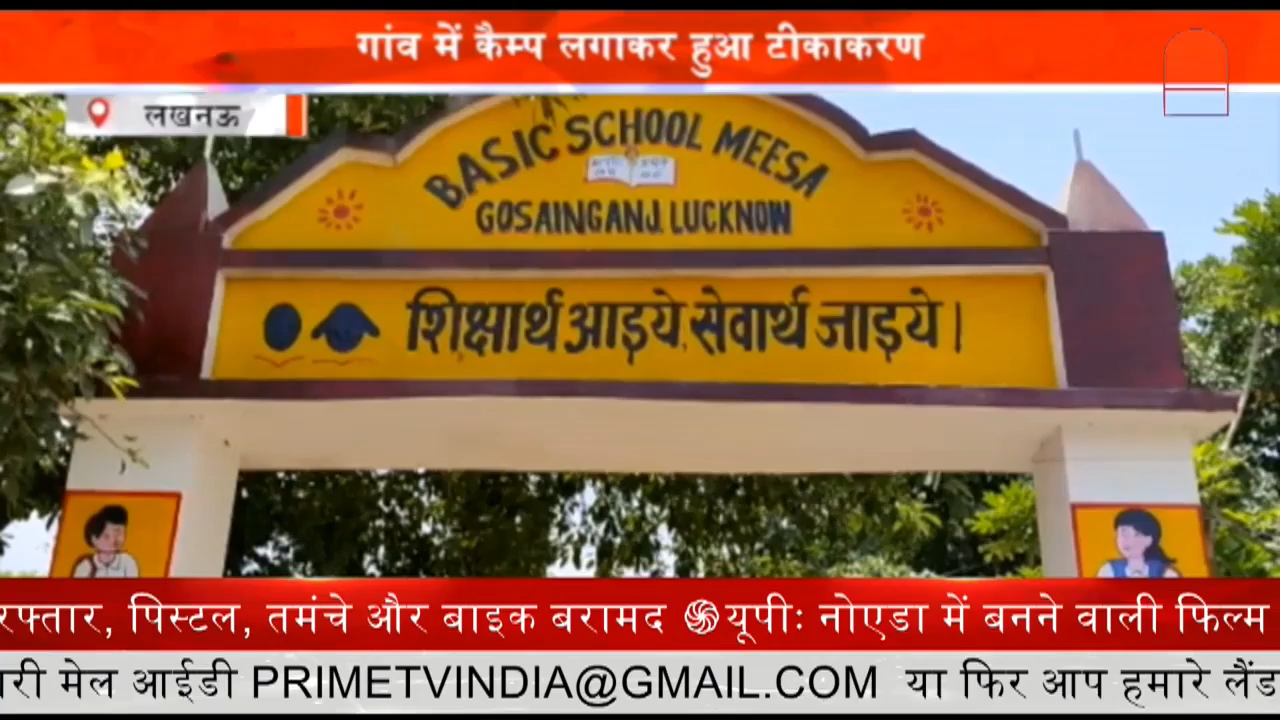 गांव में कैम्प लगाकर हुआ टीकाकरण
लखनऊ
BASIC SCHOOL MEESA
GOSAINGANJ LUCKNOW
शिक्षार्थ आइये, सेवार्थ जाइये।
रफ्तार, पिस्टल, तमंचे और बाइक बरामद यूपीः नोएडा में बनने वाली फिल्म
री मेल आईडी PRIMETVINDIA@GMAIL.COM या फिर आप हमारे लैंड